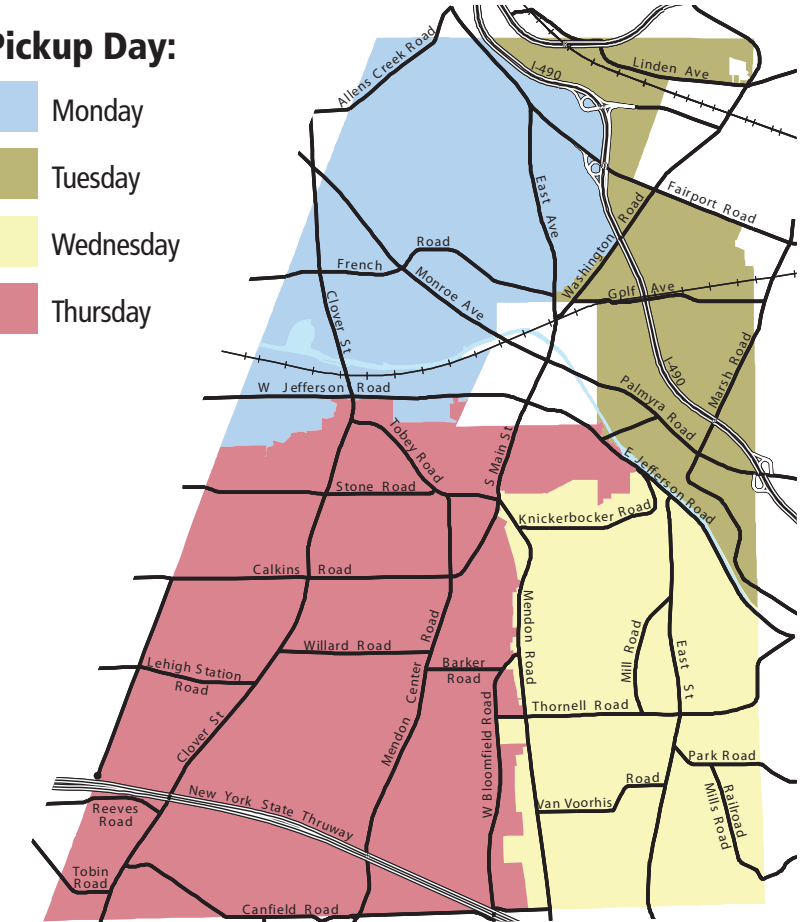 Pickup Day:
Monday
Tuesday
Wednesday
Thursday
Allens Creek Road
I-490
Linden Ave
East Ave
Fairport Road
Washington Road
French Road
Monroe Ave
Golf Ave
Clover St
I-490
Marsh Road
W Jefferson Road
Palmyra Road
Tobey Road
S Main St
E Jefferson Road
Stone Road
Knickerbocker Road
Calkins Road
Mendon Road
Mill Road
East St
Willard Road
Mendon Center Road
Barker
Road
Lehigh Station
Road
W Bloomfield Road
Thornell Road
Clover St
Park Road
Railroad
Mills Road
Van Voorhis Road
New York State Thruway
Reeves
Road
Tobin
Road
Canfield Road